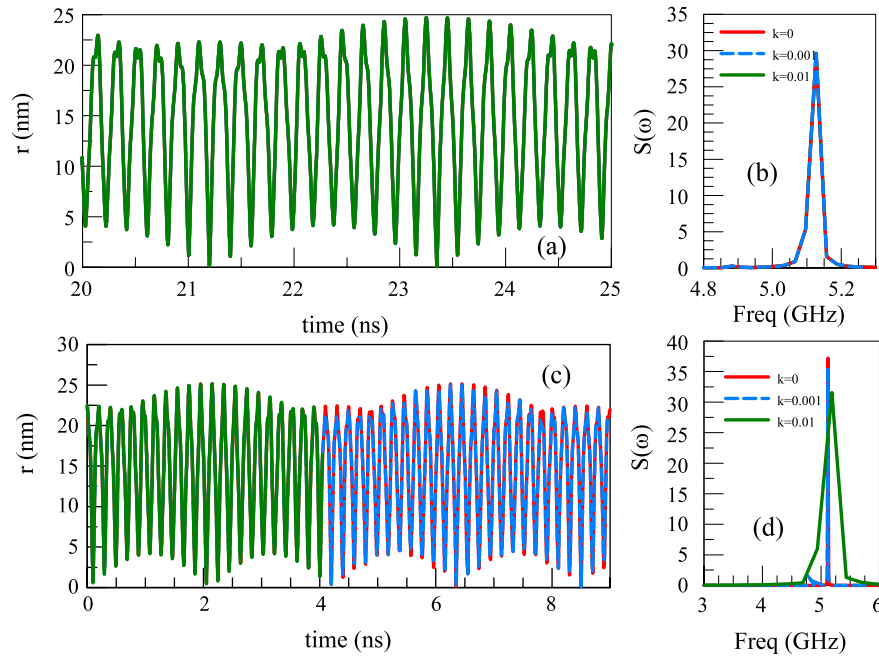 35
30
25
20
15
10
5
0
S(ω)
k=0
k=0.001
k=0.01
(b)
4.8
5.0
5.2
Freq (GHz)
25
20
15
10
5
0
r (nm)
(a)
20
21
22
23
24
25
time (ns)
30
25
20
15
10
5
0
r (nm)
(c)
0
2
4
6
8
time (ns)
40
35
30
25
20
15
10
5
0
S(ω)
k=0
k=0.001
k=0.01
(d)
3
4
5
6
Freq (GHz)